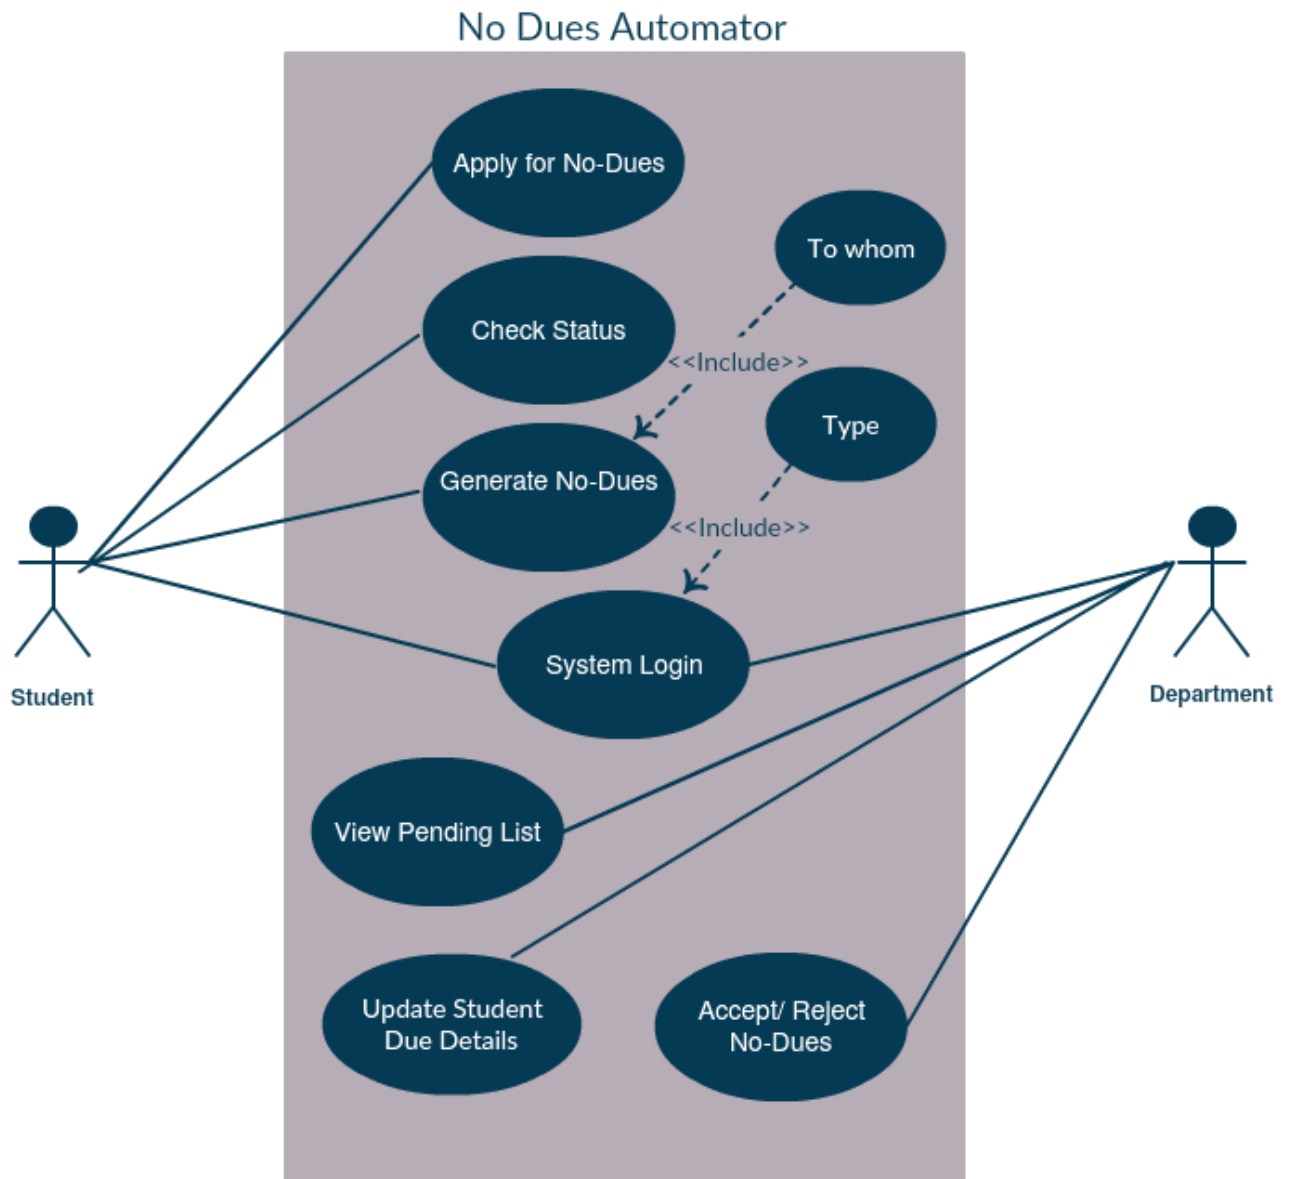 No Dues Automator
Apply for No-Dues
To whom
Check Status
<<Include>>
Type
Generate No-Dues
<<Include>>
System Login
Student
Department
View Pending List
Update Student
Due Details
Accept/ Reject
No-Dues